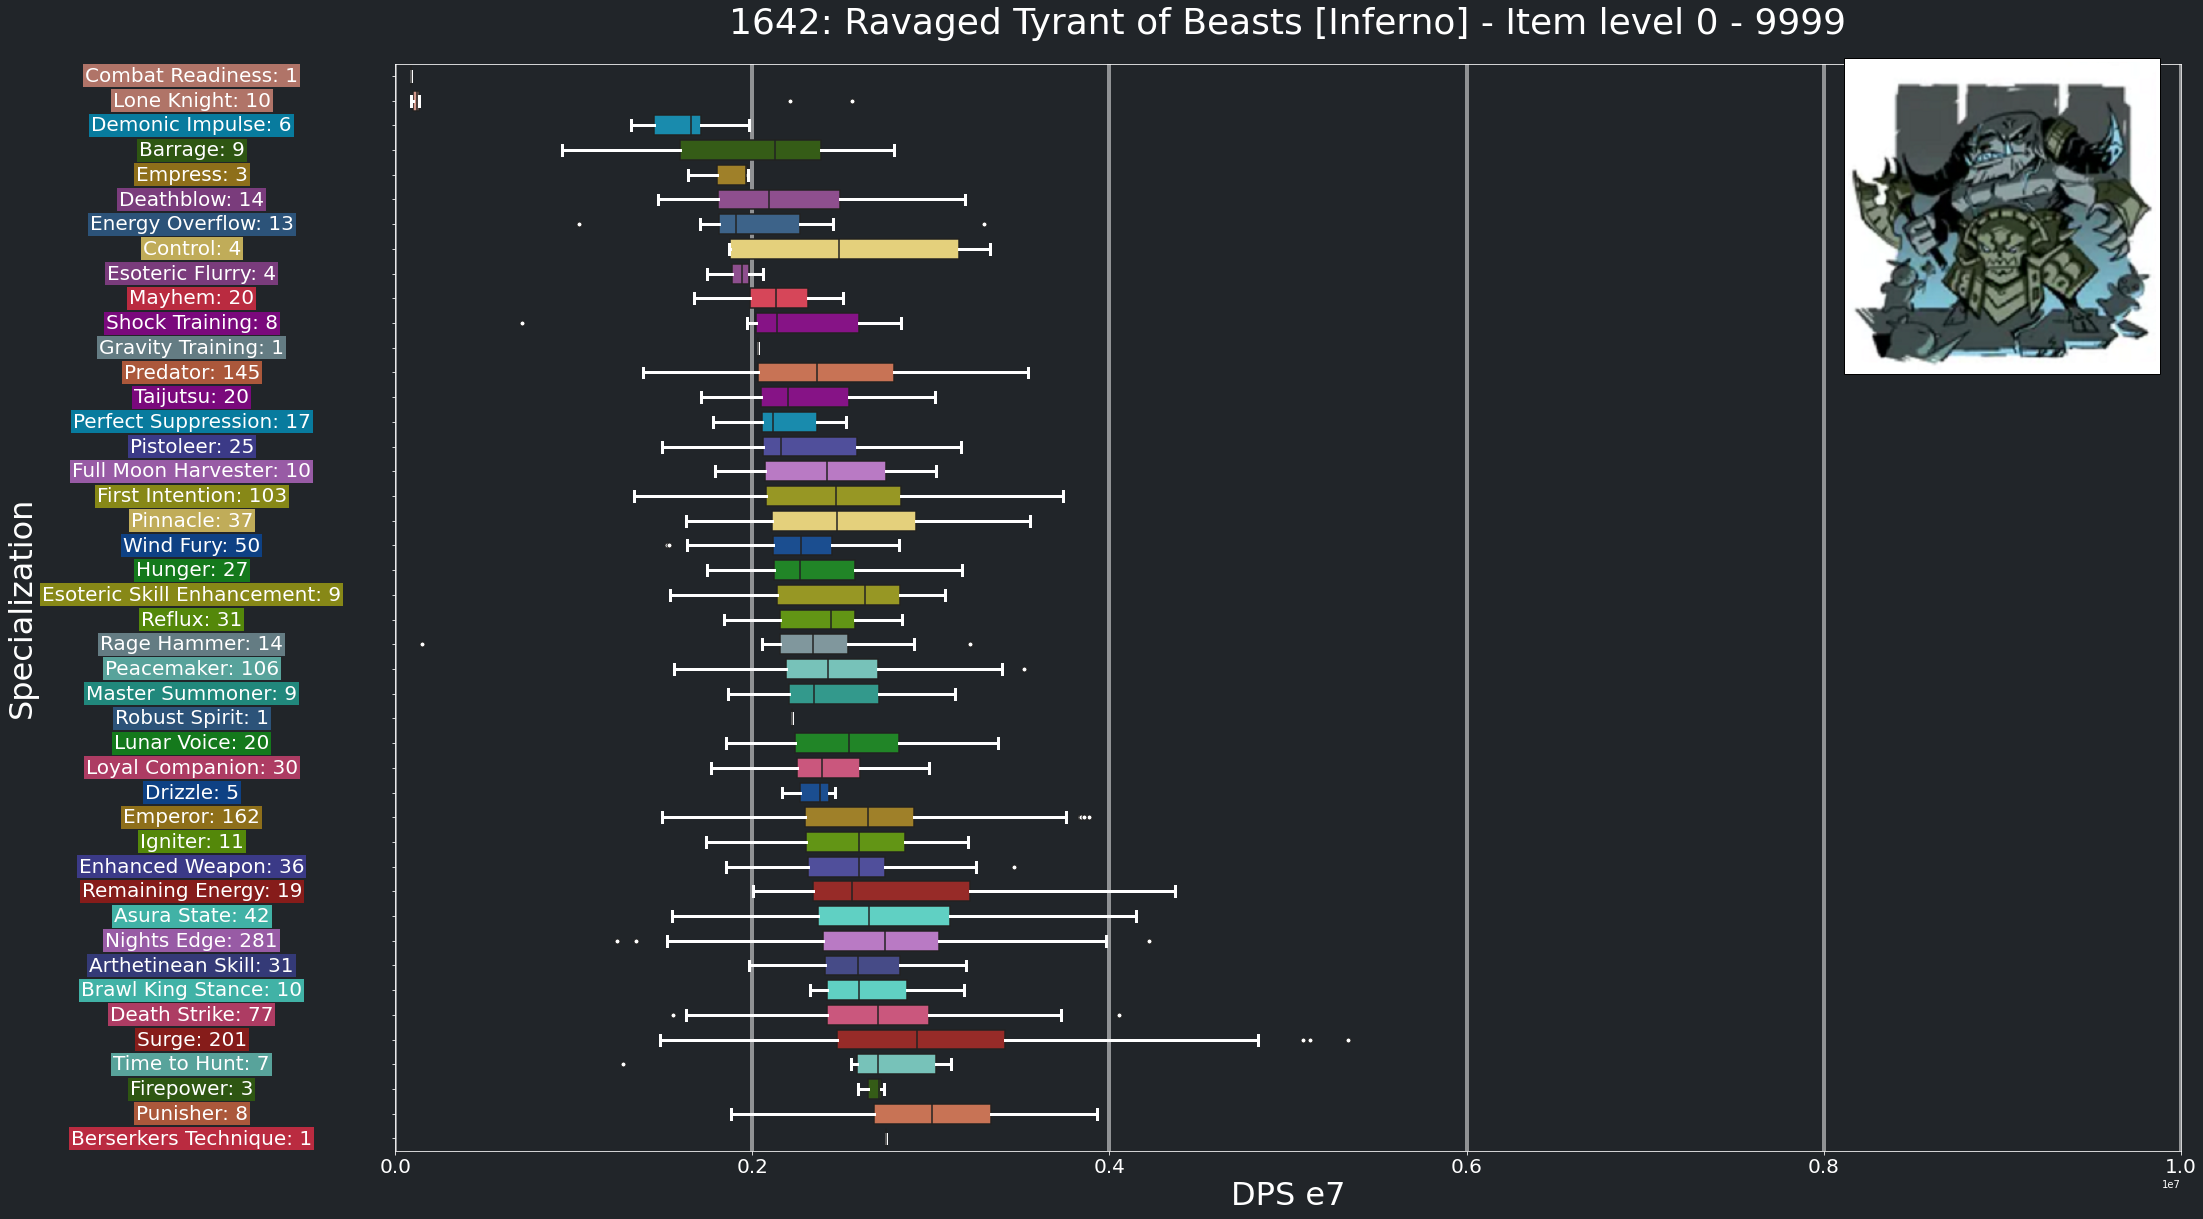 1642: Ravaged Tyrant of Beasts [Inferno] - Item level 0 - 9999
Specialization
Combat Readiness: 1
Lone Knight: 10
Demonic Impulse: 6
Barrage: 9
Empress: 3
Deathblow: 14
Energy Overflow: 13
Control: 4
Esoteric Flurry: 4
Mayhem: 20
Shock Training: 8
Gravity Training: 1
Predator: 145
Taijutsu: 20
Perfect Suppression: 17
Pistoleer: 25
Full Moon Harvester: 10
First Intention: 103
Pinnacle: 37
Wind Fury: 50
Hunger: 27
Esoteric Skill Enhancement: 9
Reflux: 31
Rage Hammer: 14
Peacemaker: 106
Master Summoner: 9
Robust Spirit: 1
Lunar Voice: 20
Loyal Companion: 30
Drizzle: 5
Emperor: 162
Igniter: 11
Enhanced Weapon: 36
Remaining Energy: 19
Asura State: 42
Nights Edge: 281
Arthetinean Skill: 31
Brawl King Stance: 10
Death Strike: 77
Surge: 201
Time to Hunt: 7
Firepower: 3
Punisher: 8
Berserkers Technique: 1
0.0 0.2 0.4 0.6 0.8 1.0
1e7
DPS e7